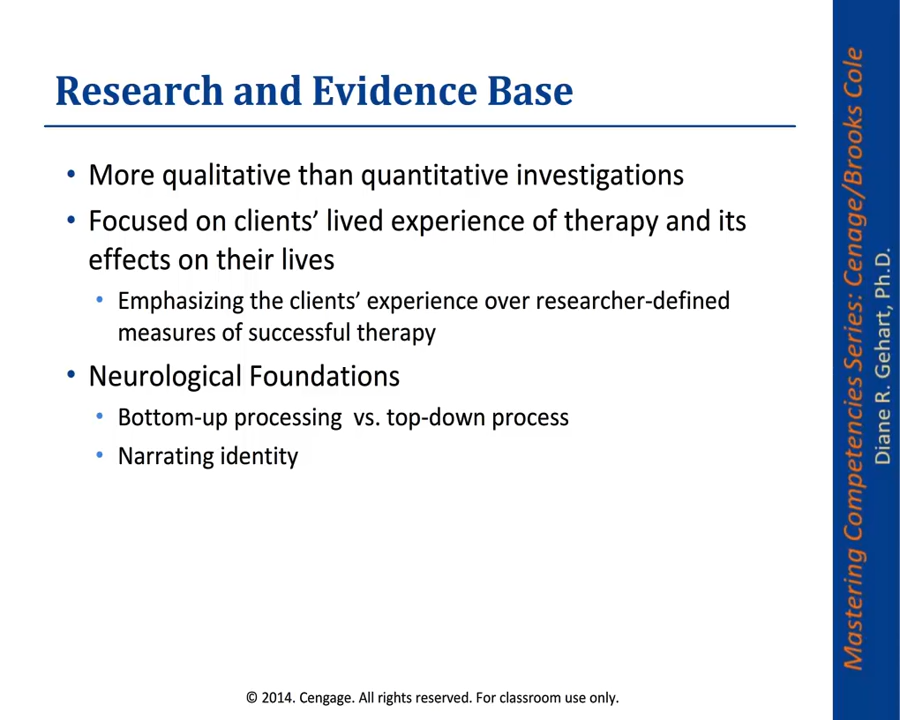 Research and Evidence Base
• More qualitative than quantitative investigations
• Focused on clients’ lived experience of therapy and its
effects on their lives
• Emphasizing the clients’ experience over researcher-defined
measures of successful therapy
• Neurological Foundations
• Bottom-up processing vs. top-down process
• Narrating identity
© 2014. Cengage. All rights reserved. For classroom use only.
Mastering Competencies Series: Cenage/Brooks Cole
Diane R. Gehart, Ph.D.